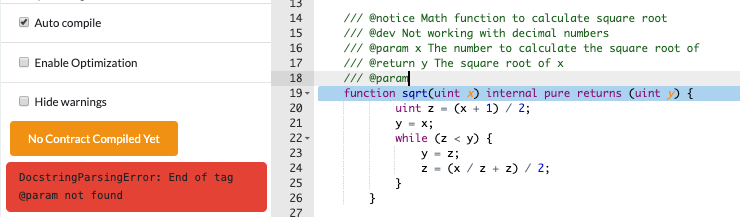 Auto compile
Enable Optimization
Hide warnings
No Contract Compiled Yet
DocstringParsingError: End of tag
@param not found
13
14 /// @notice Math function to calculate square root
15 /// @dev Not working with decimal numbers
16 /// @param x The number to calculate the square root of
17 /// @return y The square root of x
18 /// @param
19 function sqrt(uint x) internal pure returns (uint y) {
20 uint z = (x + 1) / 2;
21 y = x;
22 while (z < y) {
23 y = z;
24 z = (x / z + z) / 2;
25 }
26 }
27